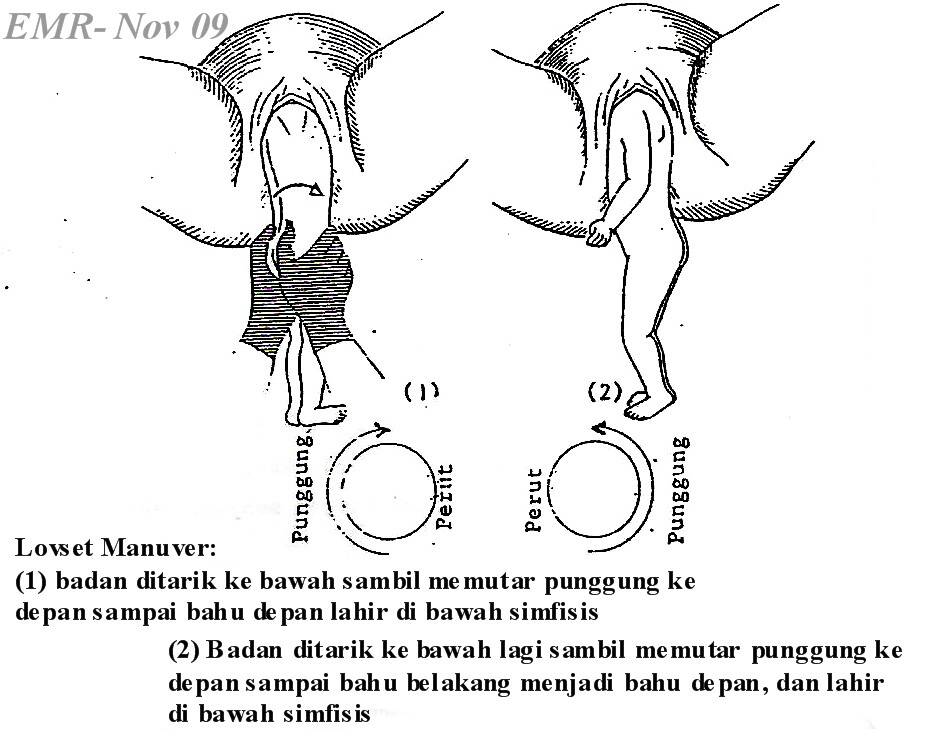 EMR- Nov 09
(1)
(2)
Punggung
Perut
Perut
Punggung
Lovset Manuver:
(1) badan ditarik ke bawah sambil memutar punggung ke
depan sampai bahu depan lahir di bawah simfisis
(2) Badan ditarik ke bawah lagi sambil memutar punggung ke
depan sampai bahu belakang menjadi bahu depan, dan lahir
di bawah simfisis